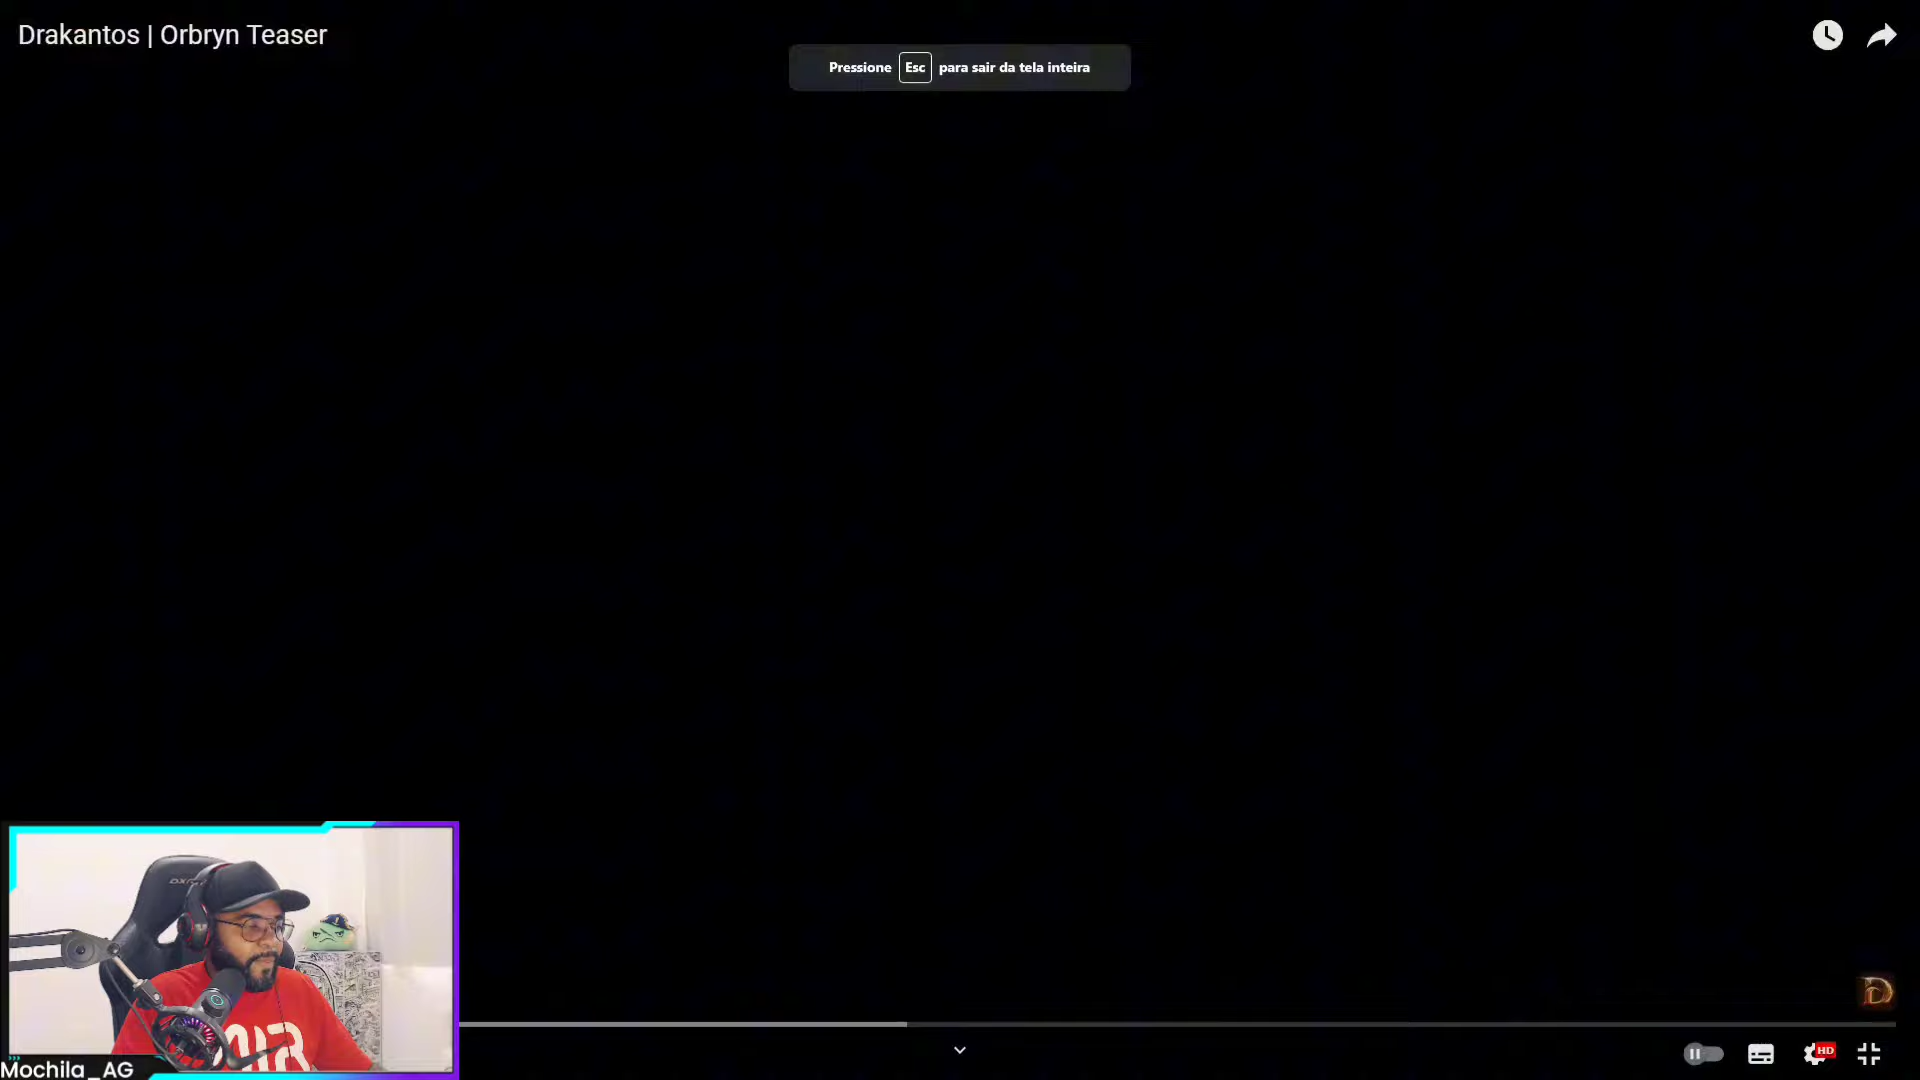 Drakantos | Orbryn Teaser
Pressione Esc para sair da tela inteira
HD
Mochila_AG